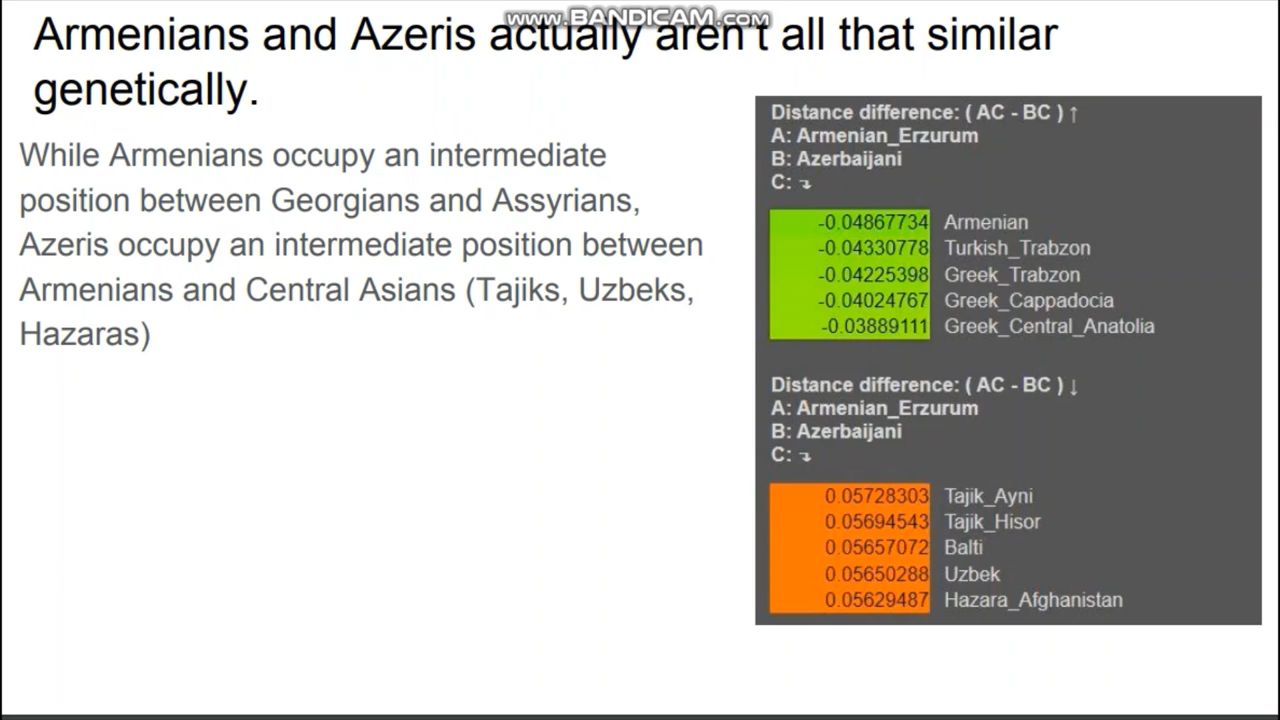 www.BANDICAM.com
Armenians and Azeris actually aren't all that similar
genetically.
While Armenians occupy an intermediate
position between Georgians and Assyrians,
Azeris occupy an intermediate position between
Armenians and Central Asians (Tajiks, Uzbeks,
Hazaras)
Distance difference: ( AC - BC ) ↑
A: Armenian_Erzurum
B: Azerbaijani
C: ↴
-0.04867734 Armenian
-0.04330778 Turkish_Trabzon
-0.04225398 Greek_Trabzon
-0.04024767 Greek_Cappadocia
-0.03889111 Greek_Central_Anatolia
Distance difference: ( AC - BC ) ↓
A: Armenian_Erzurum
B: Azerbaijani
C: ↴
0.05728303 Tajik_Ayni
0.05694543 Tajik_Hisor
0.05657072 Balti
0.05650288 Uzbek
0.05629487 Hazara_Afghanistan